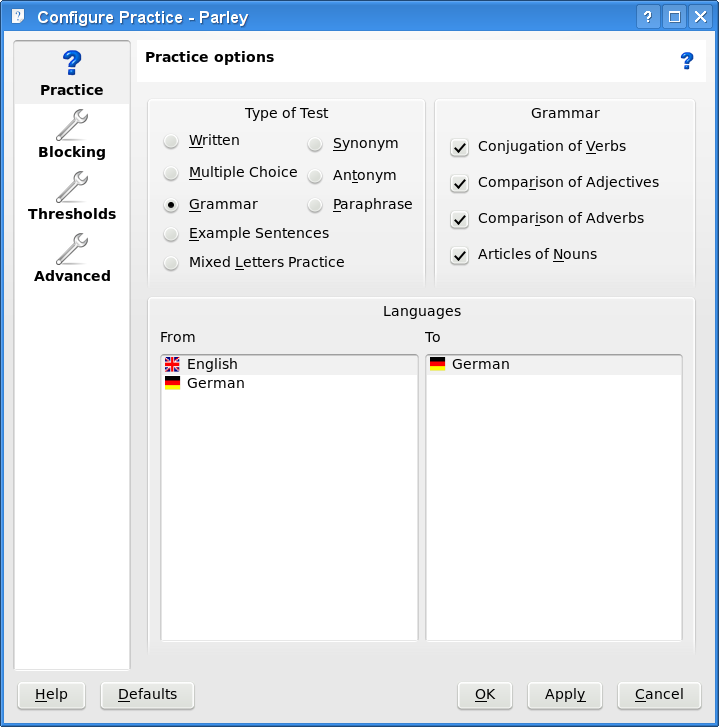 Configure Practice - Parley
Practice
Blocking
Thresholds
Advanced
Practice options
Type of Test
Written
Multiple Choice
Grammar
Example Sentences
Mixed Letters Practice
Synonym
Antonym
Paraphrase
Grammar
Conjugation of Verbs
Comparison of Adjectives
Comparison of Adverbs
Articles of Nouns
Languages
From
English
German
To
German
Help
Defaults
OK
Apply
Cancel